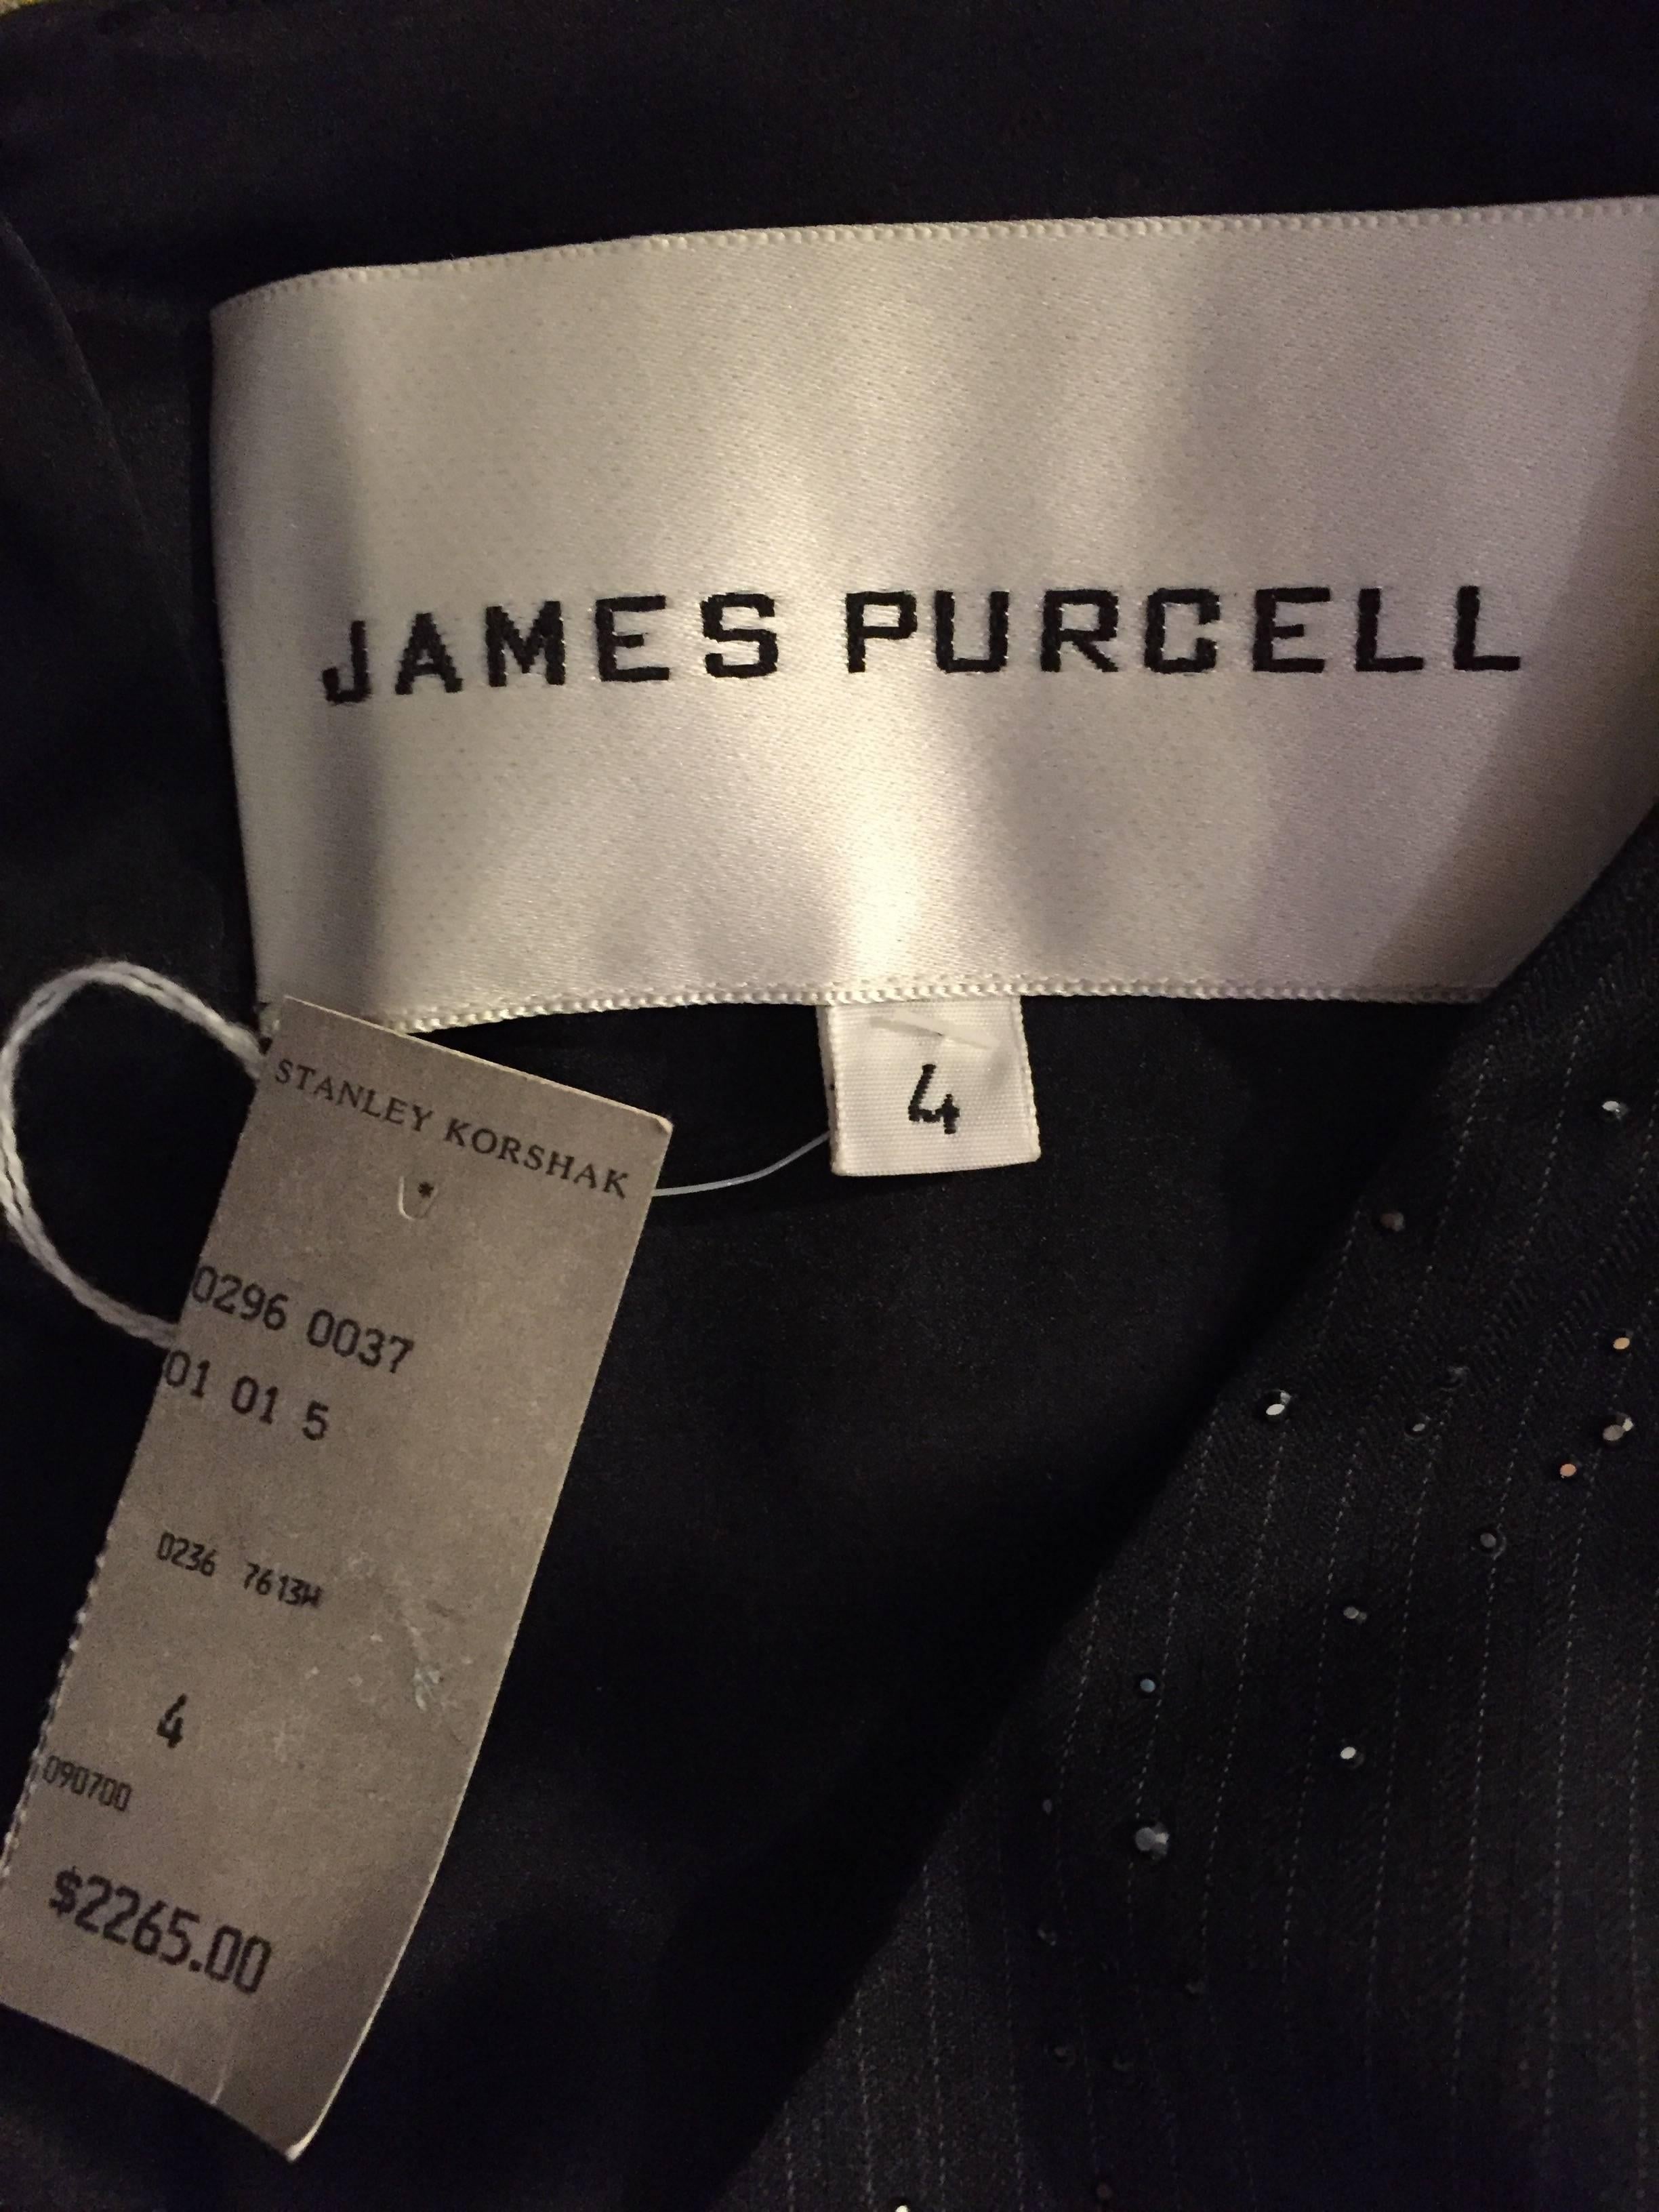 JAMES PURCELL
4
STANLEY KORSHAK
*
0296 0037
01 01 5
0236 7613W
4
090700
$2265.00